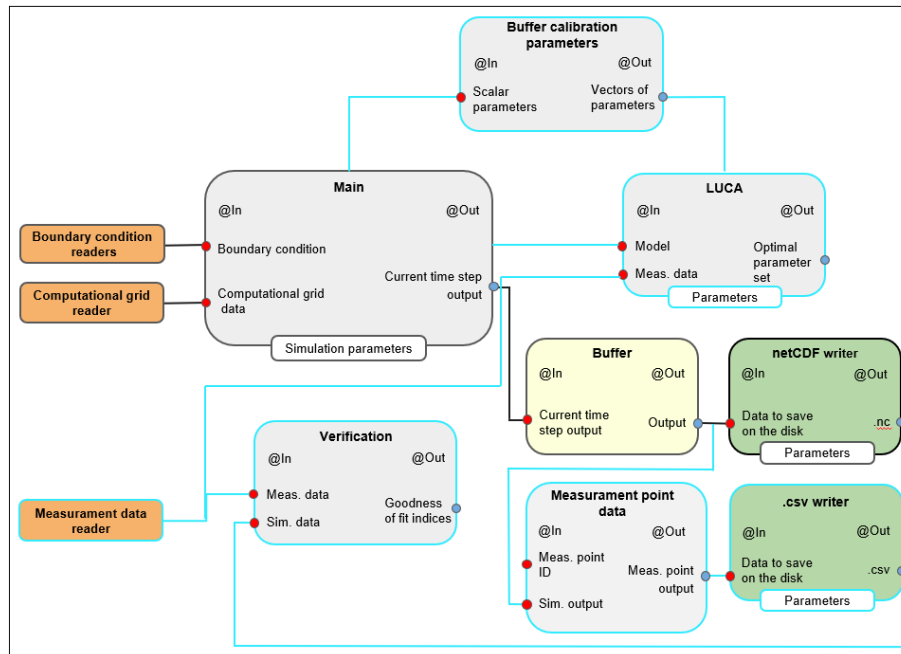 Buffer calibration
parameters
@In
@Out
Scalar
parameters
Vectors of
parameters
Main
@In
@Out
Boundary condition
Computational grid
data
Current time step
output
Simulation parameters
LUCA
@In
@Out
Model
Meas. data
Optimal
parameter
set
Parameters
Boundary condition
readers
Computational grid
reader
Buffer
@In
@Out
Current time
step output
Output
netCDF writer
@In
@Out
Data to save
on the disk
.nc
Parameters
Verification
@In
@Out
Meas. data
Sim. data
Goodness
of fit indices
Measurament data
reader
Measurament point
data
@In
@Out
Meas. point
ID
Sim. output
Meas. point
output
.csv writer
@In
@Out
Data to save
on the disk
.csv
Parameters